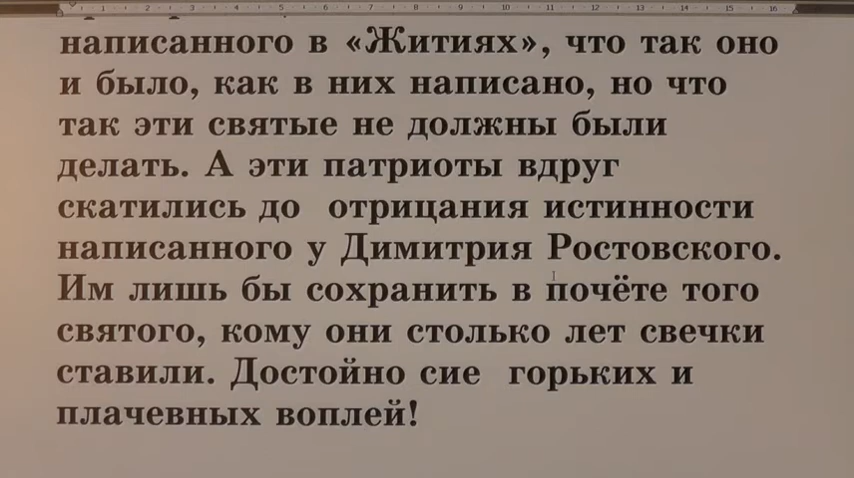 написанного в «Житиях», что так оно
и было, как в них написано, но что
так эти святые не должны были
делать. А эти патриоты вдруг
скатились до отрицания истинности
написанного у Димитрия Ростовского.
Им лишь бы сохранить в почёте того
святого, кому они столько лет свечки
ставили. Достойно сие горьких и
плачевных воплей!